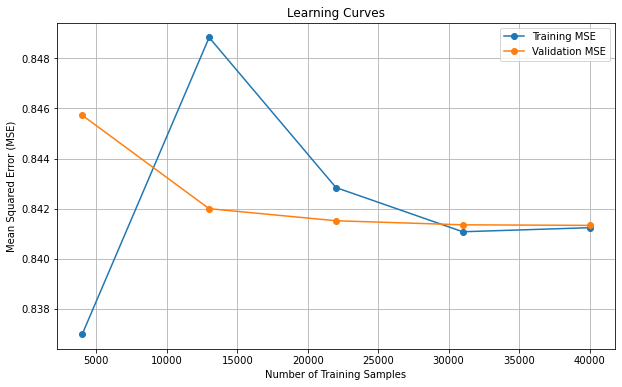 Learning Curves
Training MSE
Validation MSE
Mean Squared Error (MSE)
0.848
0.846
0.844
0.842
0.840
0.838
5000 10000 15000 20000 25000 30000 35000 40000
Number of Training Samples